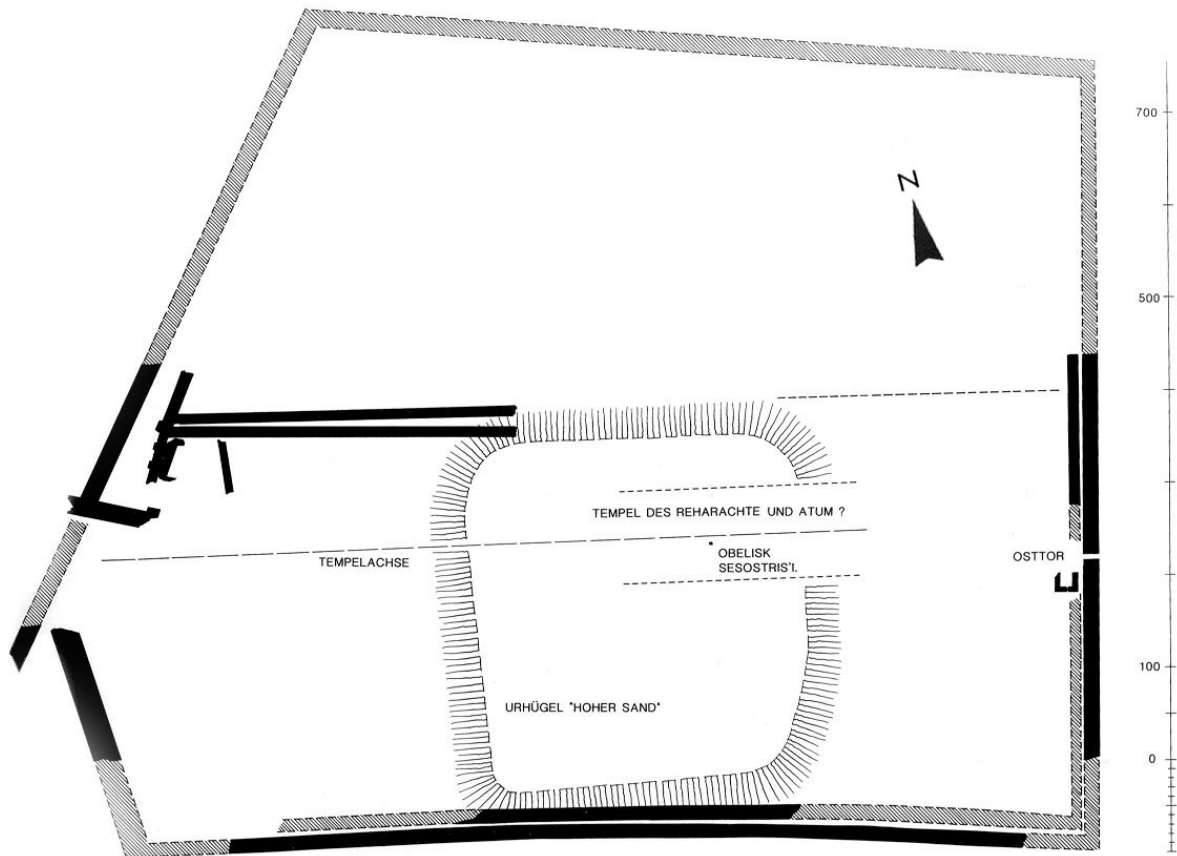 700
N
500
TEMPEL DES REHARACHTE UND ATUM ?
TEMPELACHSE
OBELISK
SESOSTRIS'I.
OSTTOR
100
URHÜGEL "HOHER SAND"
0